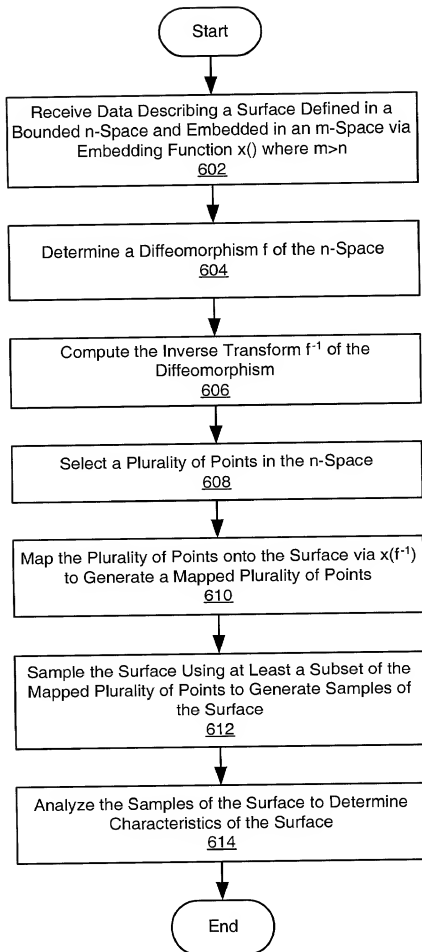 Start
Receive Data Describing a Surface Defined in a
Bounded n-Space and Embedded in an m-Space via
Embedding Function x() where m>n
602
Determine a Diffeomorphism f of the n-Space
604
Compute the Inverse Transform f⁻¹ of the
Diffeomorphism
606
Select a Plurality of Points in the n-Space
608
Map the Plurality of Points onto the Surface via x(f⁻¹)
to Generate a Mapped Plurality of Points
610
Sample the Surface Using at Least a Subset of the
Mapped Plurality of Points to Generate Samples of
the Surface
612
Analyze the Samples of the Surface to Determine
Characteristics of the Surface
614
End